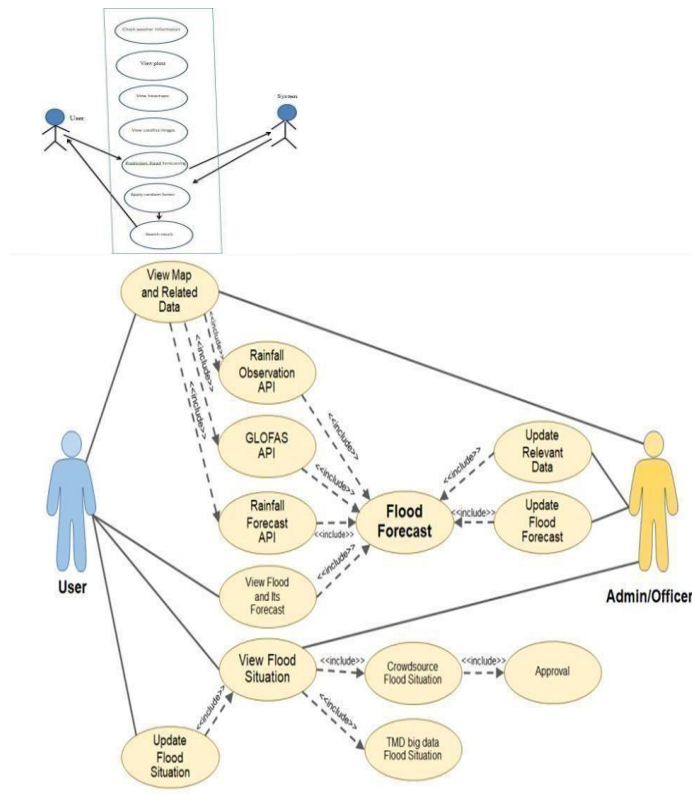 Check weather information
View plots
View heatmaps
View satellite images
System
User
Apply random forest
Search result
View Map
and Related
Data
<<include>>
<<include>>
<<include>>
Rainfall
Observation
API
<<include>>
GLOFAS
API
<<include>>
Rainfall
Forecast
API
<<include>>
Flood
Forecast
<<include>>
Update
Relevant
Data
<<include>>
Update
Flood
Forecast
View Flood
and Its
Forecast
<<include>>
User
Admin/Officer
View Flood
Situation
<<include>>
Crowdsource
Flood Situation
<<include>>
Approval
<<include>>
Update
Flood
Situation
<<include>>
TMD big data
Flood Situation